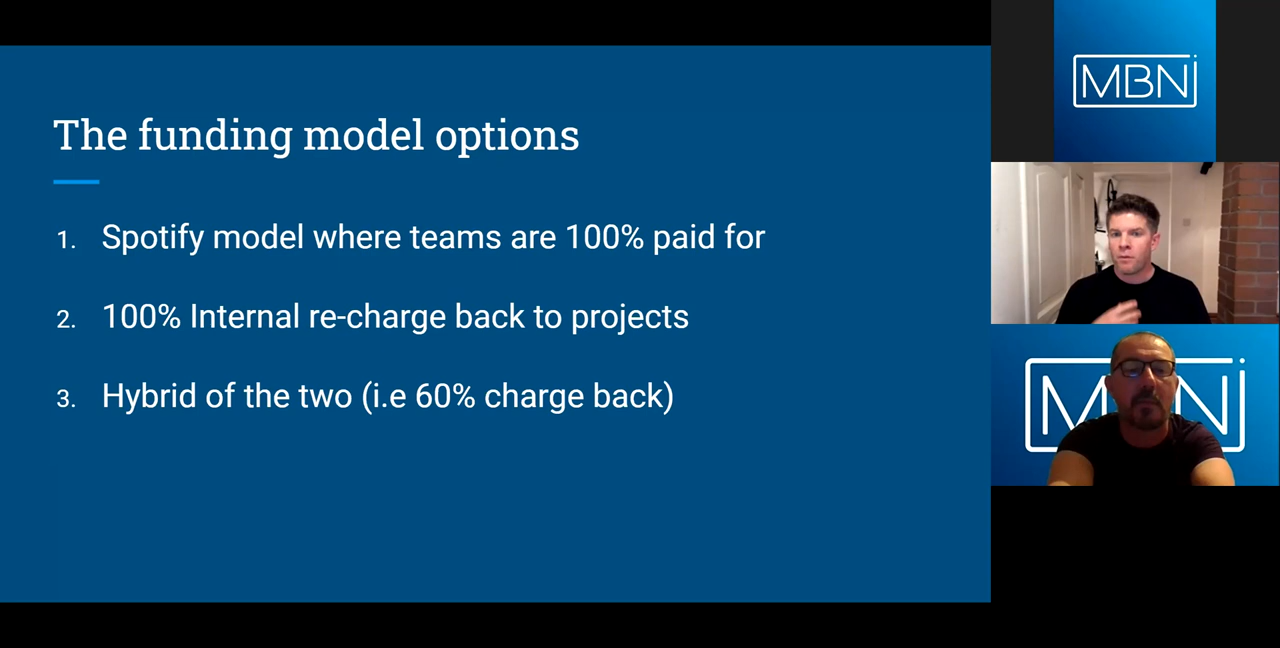 The funding model options
1. Spotify model where teams are 100% paid for
2. 100% Internal re-charge back to projects
3. Hybrid of the two (i.e 60% charge back)
MBN
MBN